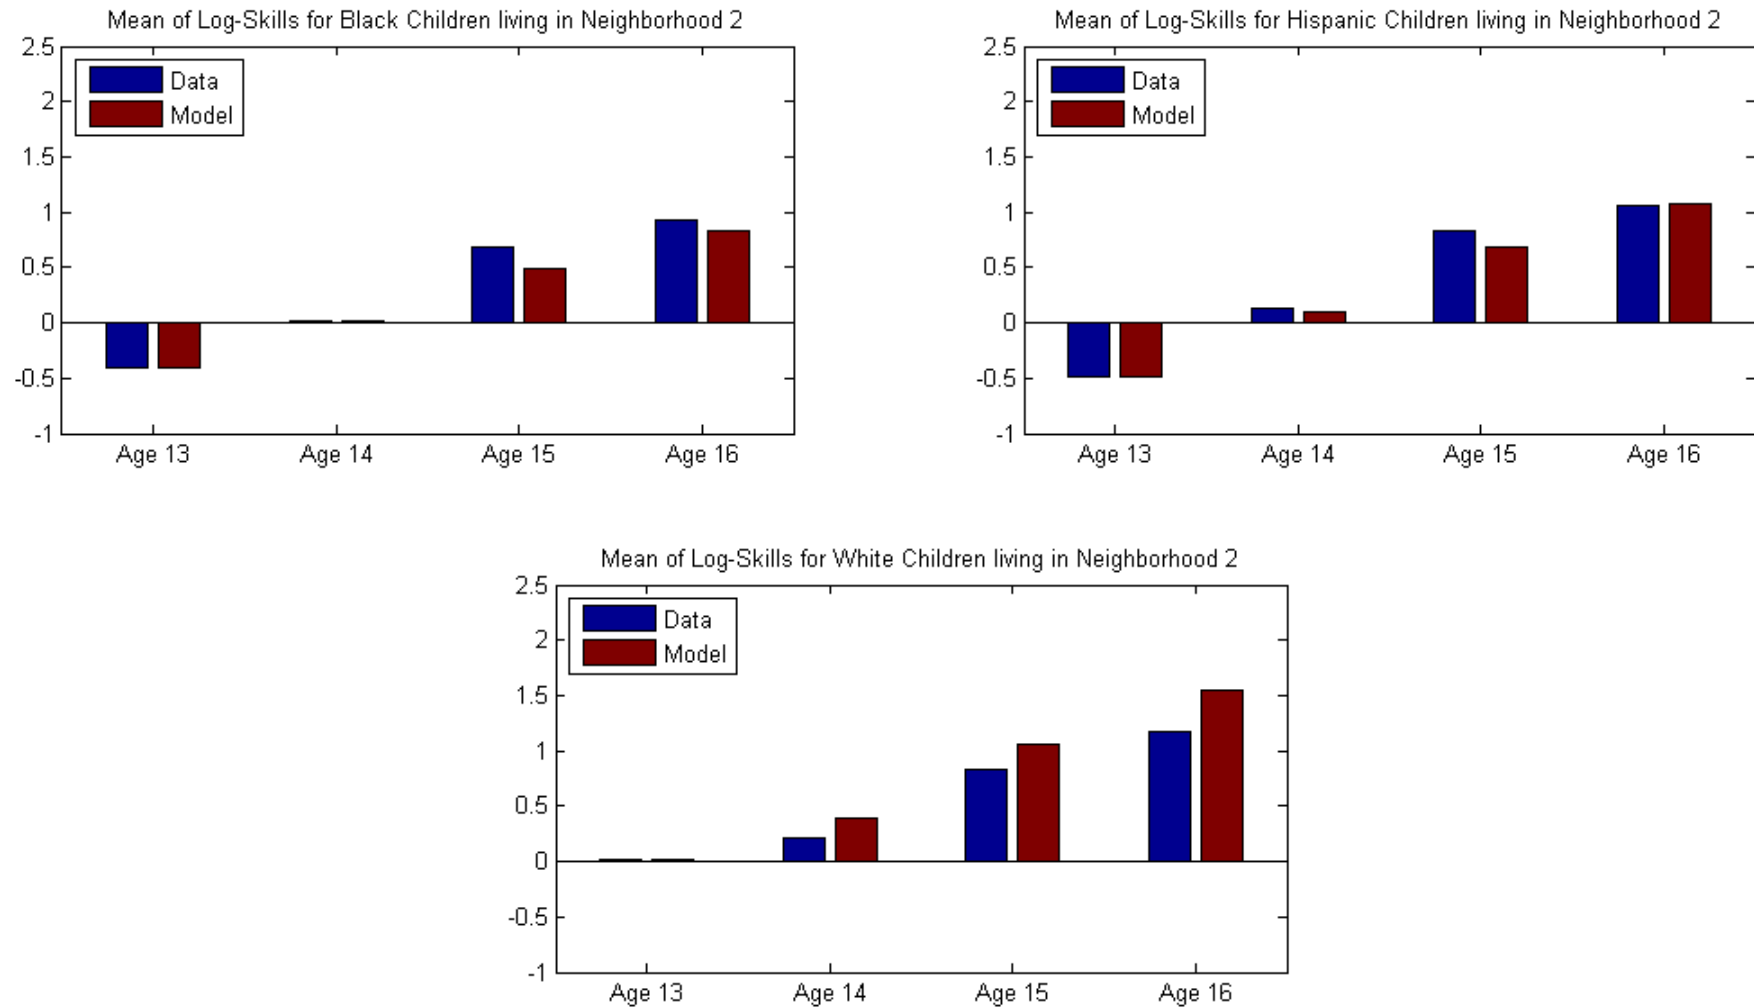 Mean of Log-Skills for Black Children living in Neighborhood 2
2.5
2
1.5
1
0.5
0
-0.5
-1
Data
Model
Age 13 Age 14 Age 15 Age 16
Mean of Log-Skills for Hispanic Children living in Neighborhood 2
2.5
2
1.5
1
0.5
0
-0.5
-1
Data
Model
Age 13 Age 14 Age 15 Age 16
Mean of Log-Skills for White Children living in Neighborhood 2
2.5
2
1.5
1
0.5
0
-0.5
-1
Data
Model
Age 13 Age 14 Age 15 Age 16